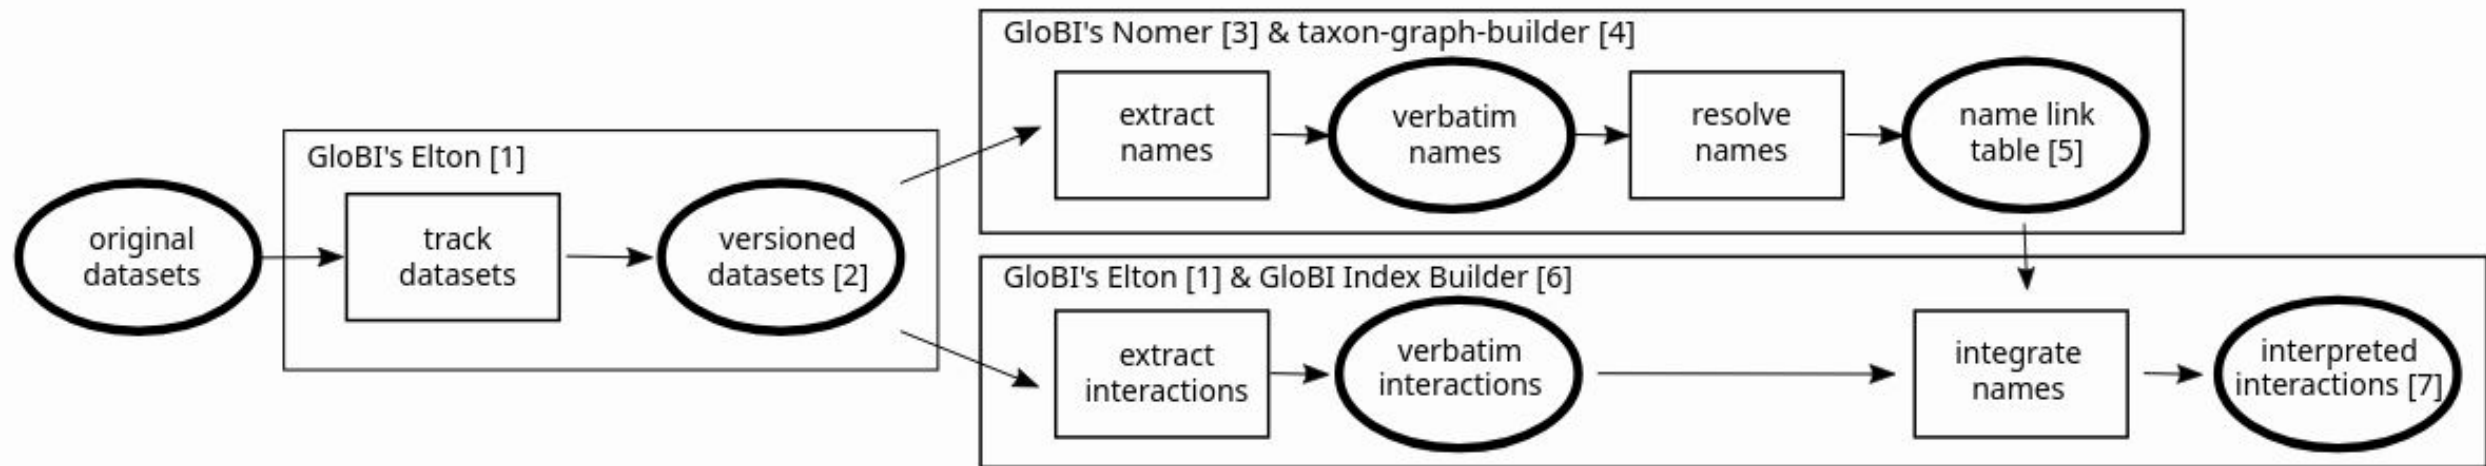 original
datasets
GloBI's Elton [1]
track
datasets
versioned
datasets [2]
GloBI's Nomer [3] & taxon-graph-builder [4]
extract
names
verbatim
names
resolve
names
name link
table [5]
GloBI's Elton [1] & GloBI Index Builder [6]
extract
interactions
verbatim
interactions
integrate
names
interpreted
interactions [7]